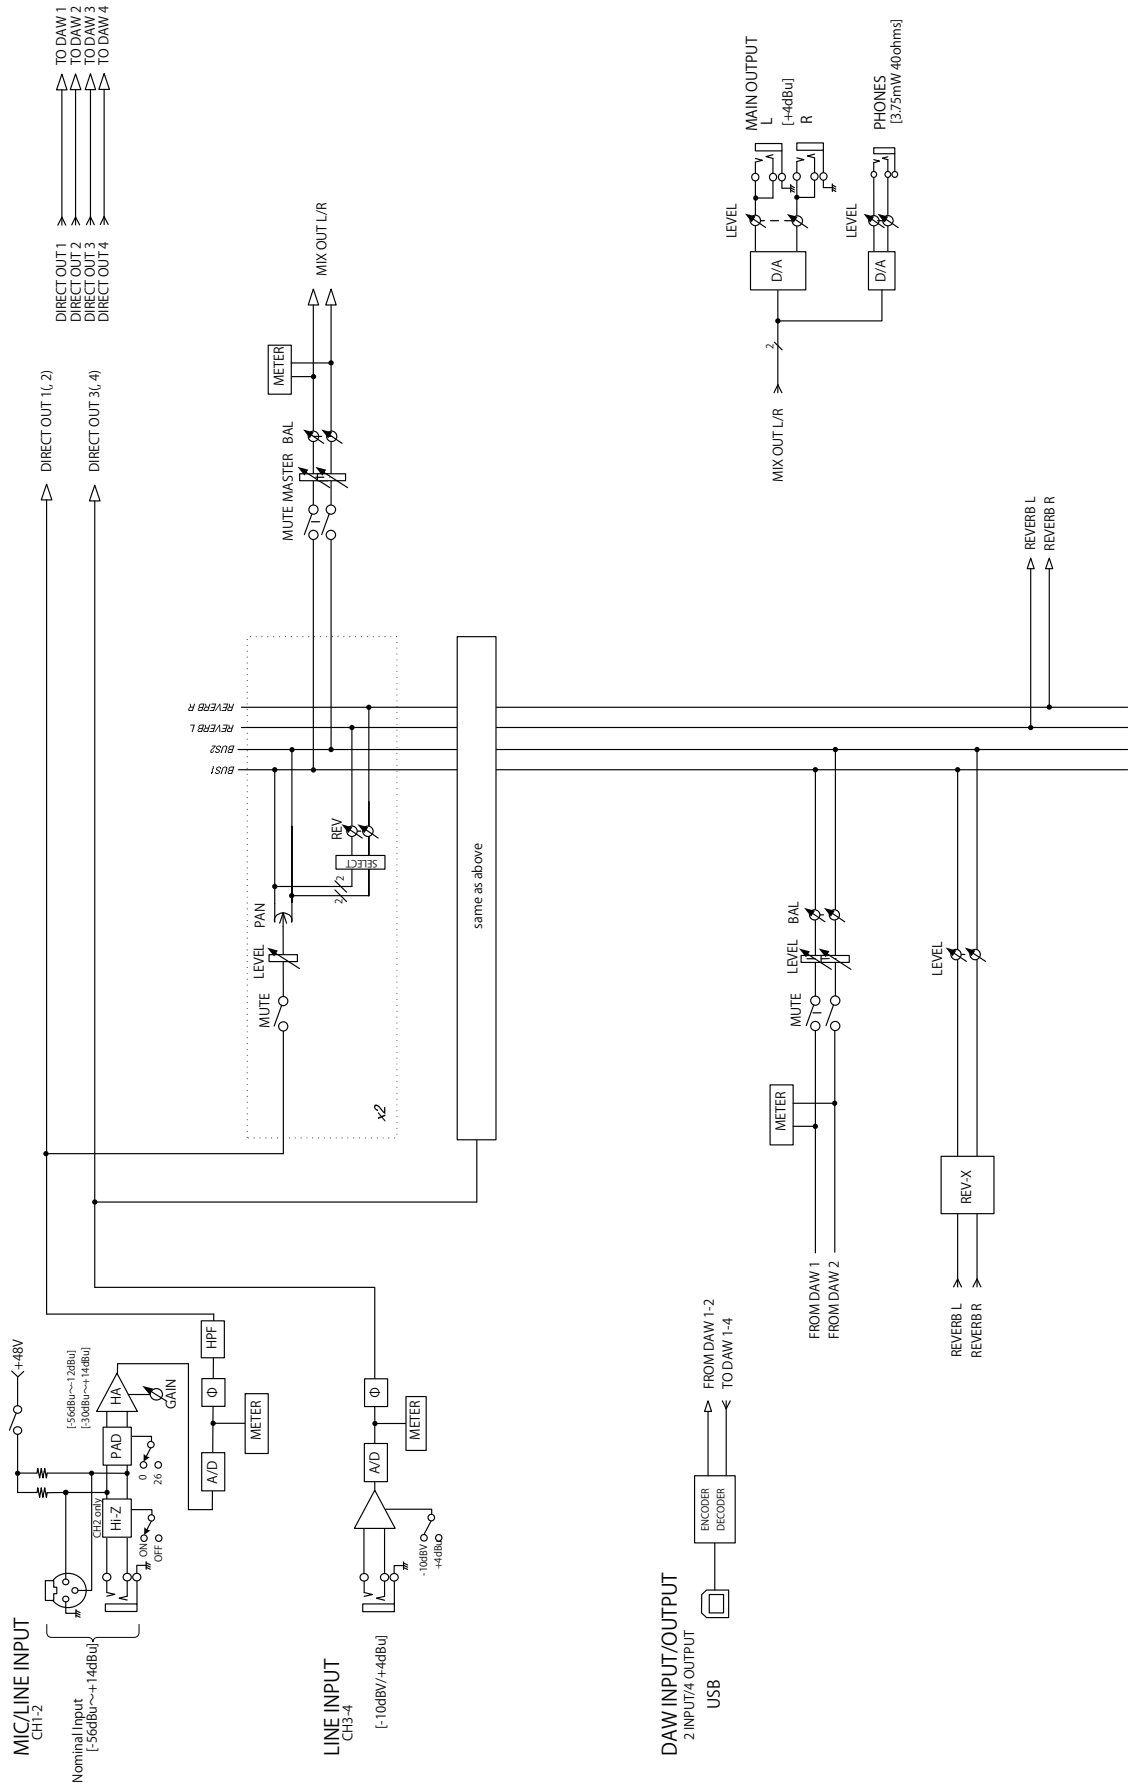 MIC/LINE INPUT
CH1-2
Nominal Input
[-56dBu〜+14dBu]
+48V
CH2 only
Hi-Z
ON
OFF
PAD
0
26
[-56dBu〜-12dBu]
[-30dBu〜+14dBu]
HA
GAIN
A/D
Φ
HPF
METER
DIRECT OUT 1(, 2)
DIRECT OUT 3(, 4)
DIRECT OUT 1
DIRECT OUT 2
DIRECT OUT 3
DIRECT OUT 4
TO DAW 1
TO DAW 2
TO DAW 3
TO DAW 4
x2
MUTE
LEVEL
PAN
2
2
SELECT
REV
BUS1
BUS2
REVERB L
REVERB R
MUTE
MASTER
BAL
METER
MIX OUT L/R
LINE INPUT
CH3-4
[-10dBV/+4dBu]
-10dBV
+4dBu
A/D
Φ
METER
same as above
DAW INPUT/OUTPUT
2 INPUT/4 OUTPUT
USB
ENCODER
DECODER
FROM DAW 1-2
TO DAW 1-4
FROM DAW 1
FROM DAW 2
METER
MUTE
LEVEL
BAL
REVERB L
REVERB R
REV-X
LEVEL
REVERB L
REVERB R
MIX OUT L/R
2
D/A
LEVEL
MAIN OUTPUT
L
[+4dBu]
R
D/A
LEVEL
PHONES
[3.75mW 40ohms]